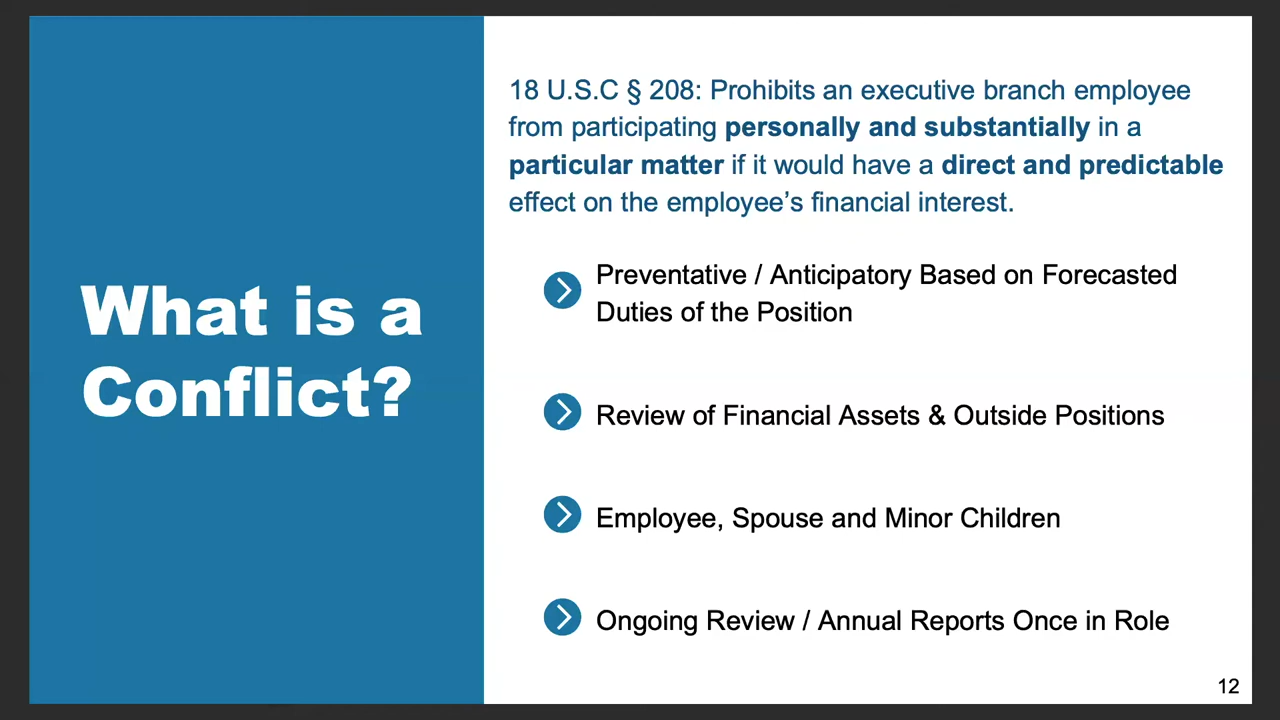 What is a
Conflict?
18 U.S.C § 208: Prohibits an executive branch employee
from participating personally and substantially in a
particular matter if it would have a direct and predictable
effect on the employee’s financial interest.
Preventative / Anticipatory Based on Forecasted
Duties of the Position
Review of Financial Assets & Outside Positions
Employee, Spouse and Minor Children
Ongoing Review / Annual Reports Once in Role
12